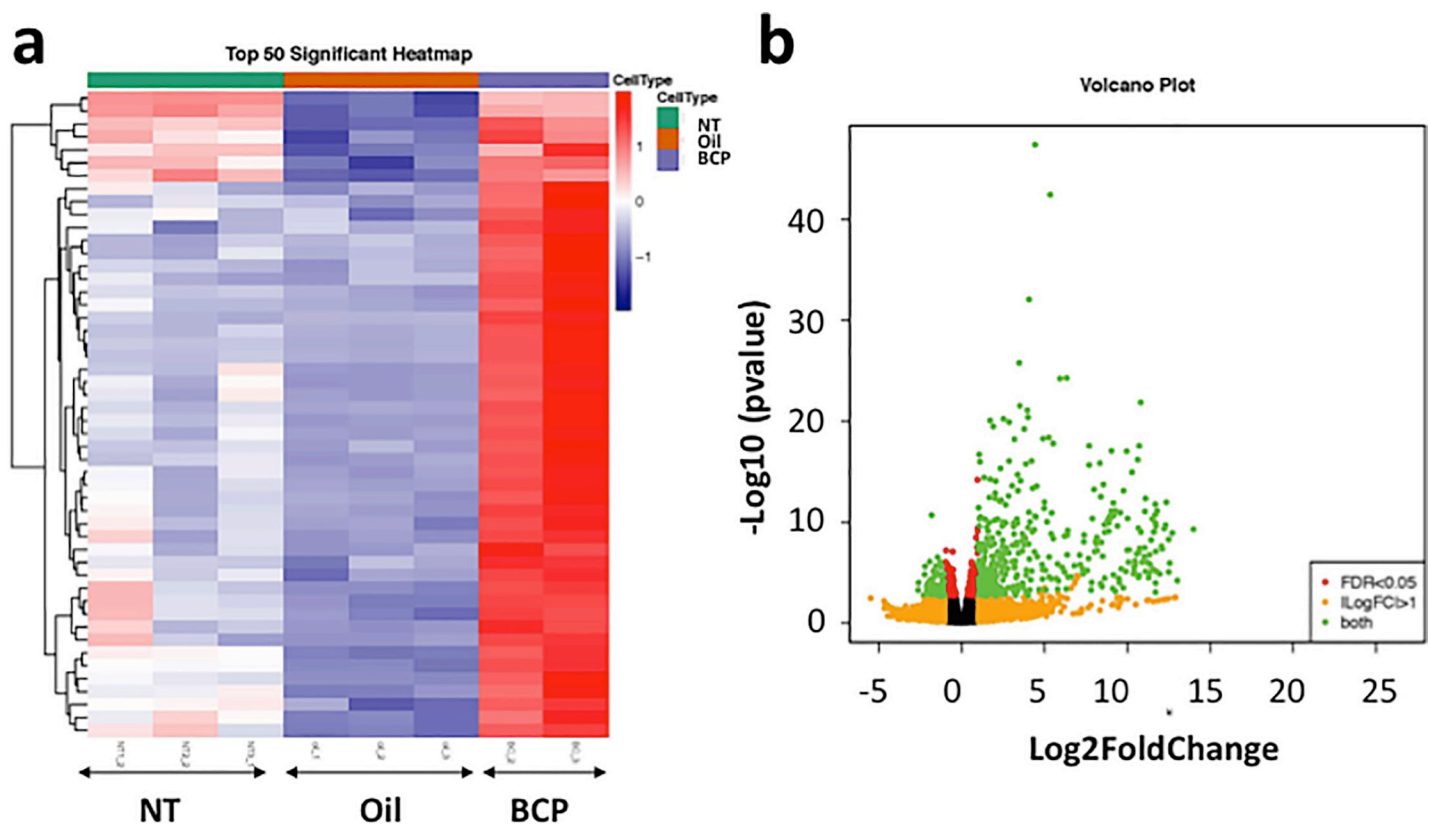 a
Top 50 Significant Heatmap
CellType
1
0
−1
CellType
NT
Oil
BCP
NT
Oil
BCP
b
Volcano Plot
-Log10 (pvalue)
40
30
20
10
0
FDR<0.05
|LogFC|>1
both
-5 0 5 10 15 20 25
Log2FoldChange